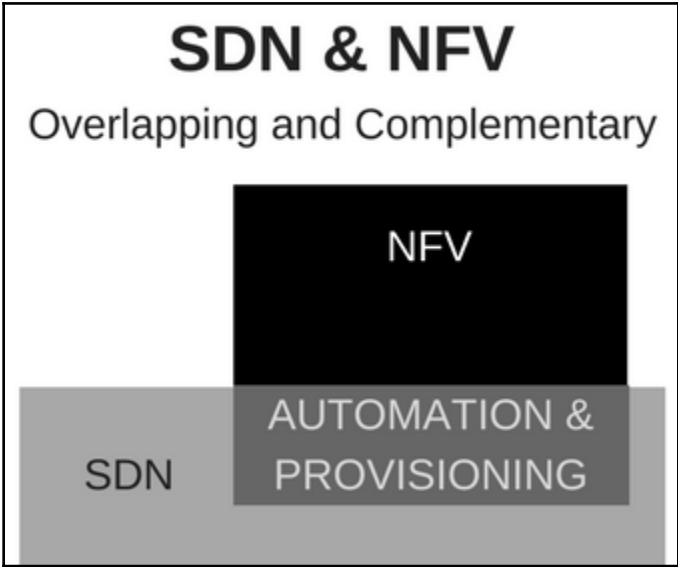 SDN & NFV
Overlapping and Complementary
NFV
AUTOMATION &
PROVISIONING
SDN